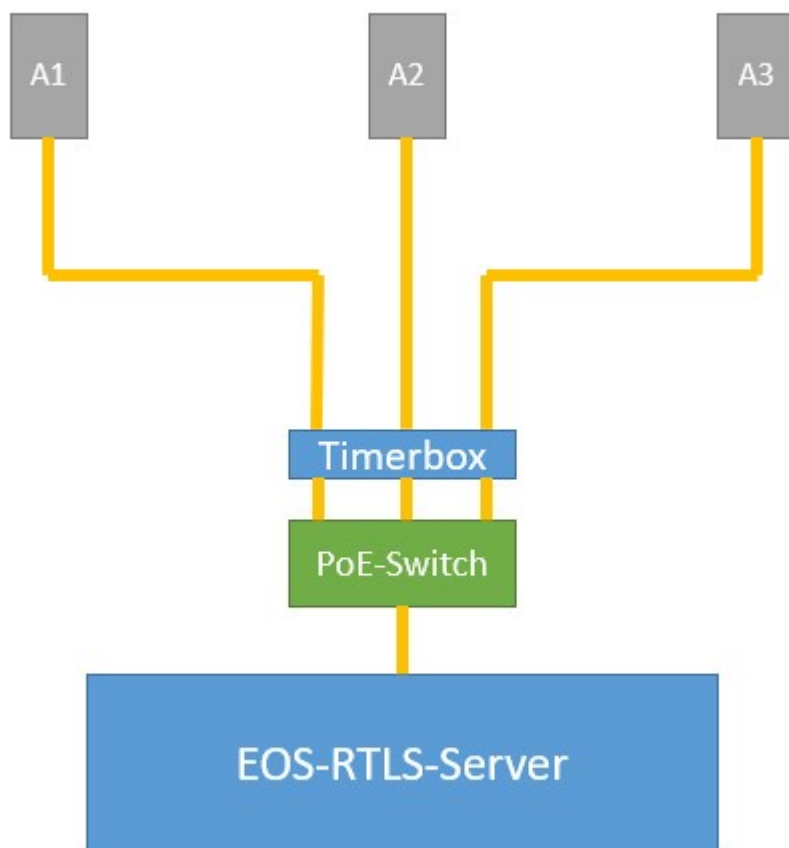 A1
A2
A3
Timerbox
PoE-Switch
EOS-RTLS-Server